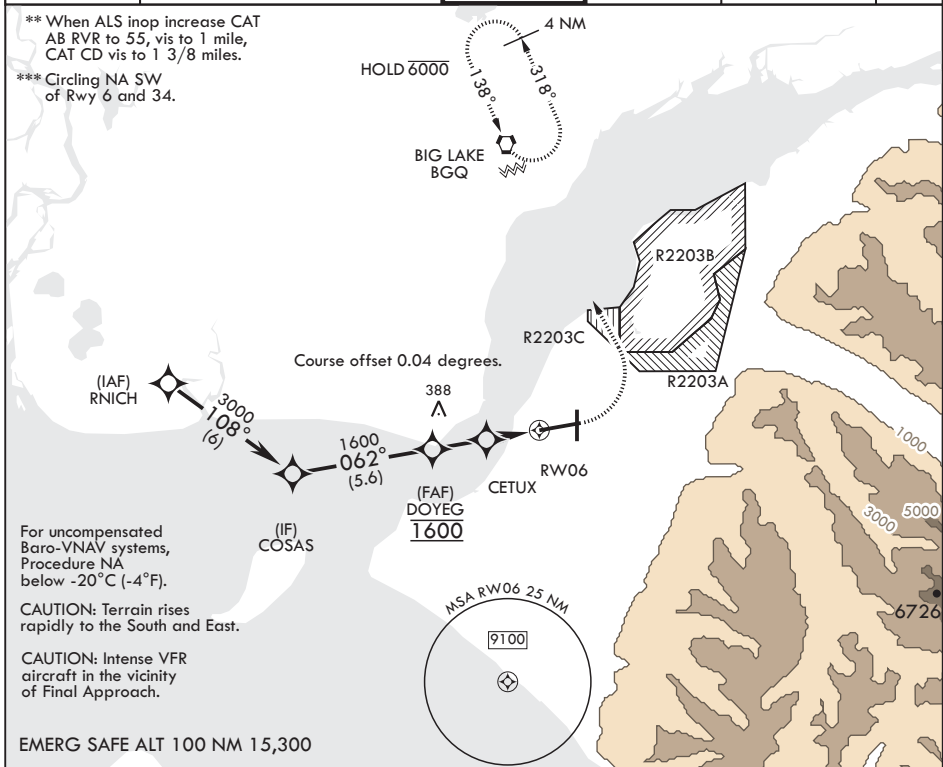 ** When ALS inop increase CAT
AB RVR to 55, vis to 1 mile,
CAT CD vis to 1 3/8 miles.
*** Circling NA SW
of Rwy 6 and 34.
4 NM
HOLD 6000
138°
318°
BIG LAKE
BGQ
R2203B
R2203C
R2203A
Course offset 0.04 degrees.
388
(IAF)
RNICH
3000
108°
(6)
1600
062°
(5.6)
(IF)
COSAS
(FAF)
DOYEG
1600
CETUX
RW06
1000
3000
5000
6726
For uncompensated
Baro-VNAV systems,
Procedure NA
below -20°C (-4°F).
CAUTION: Terrain rises
rapidly to the South and East.
CAUTION: Intense VFR
aircraft in the vicinity
of Final Approach.
MSA RW06 25 NM
9100
EMERG SAFE ALT 100 NM 15,300